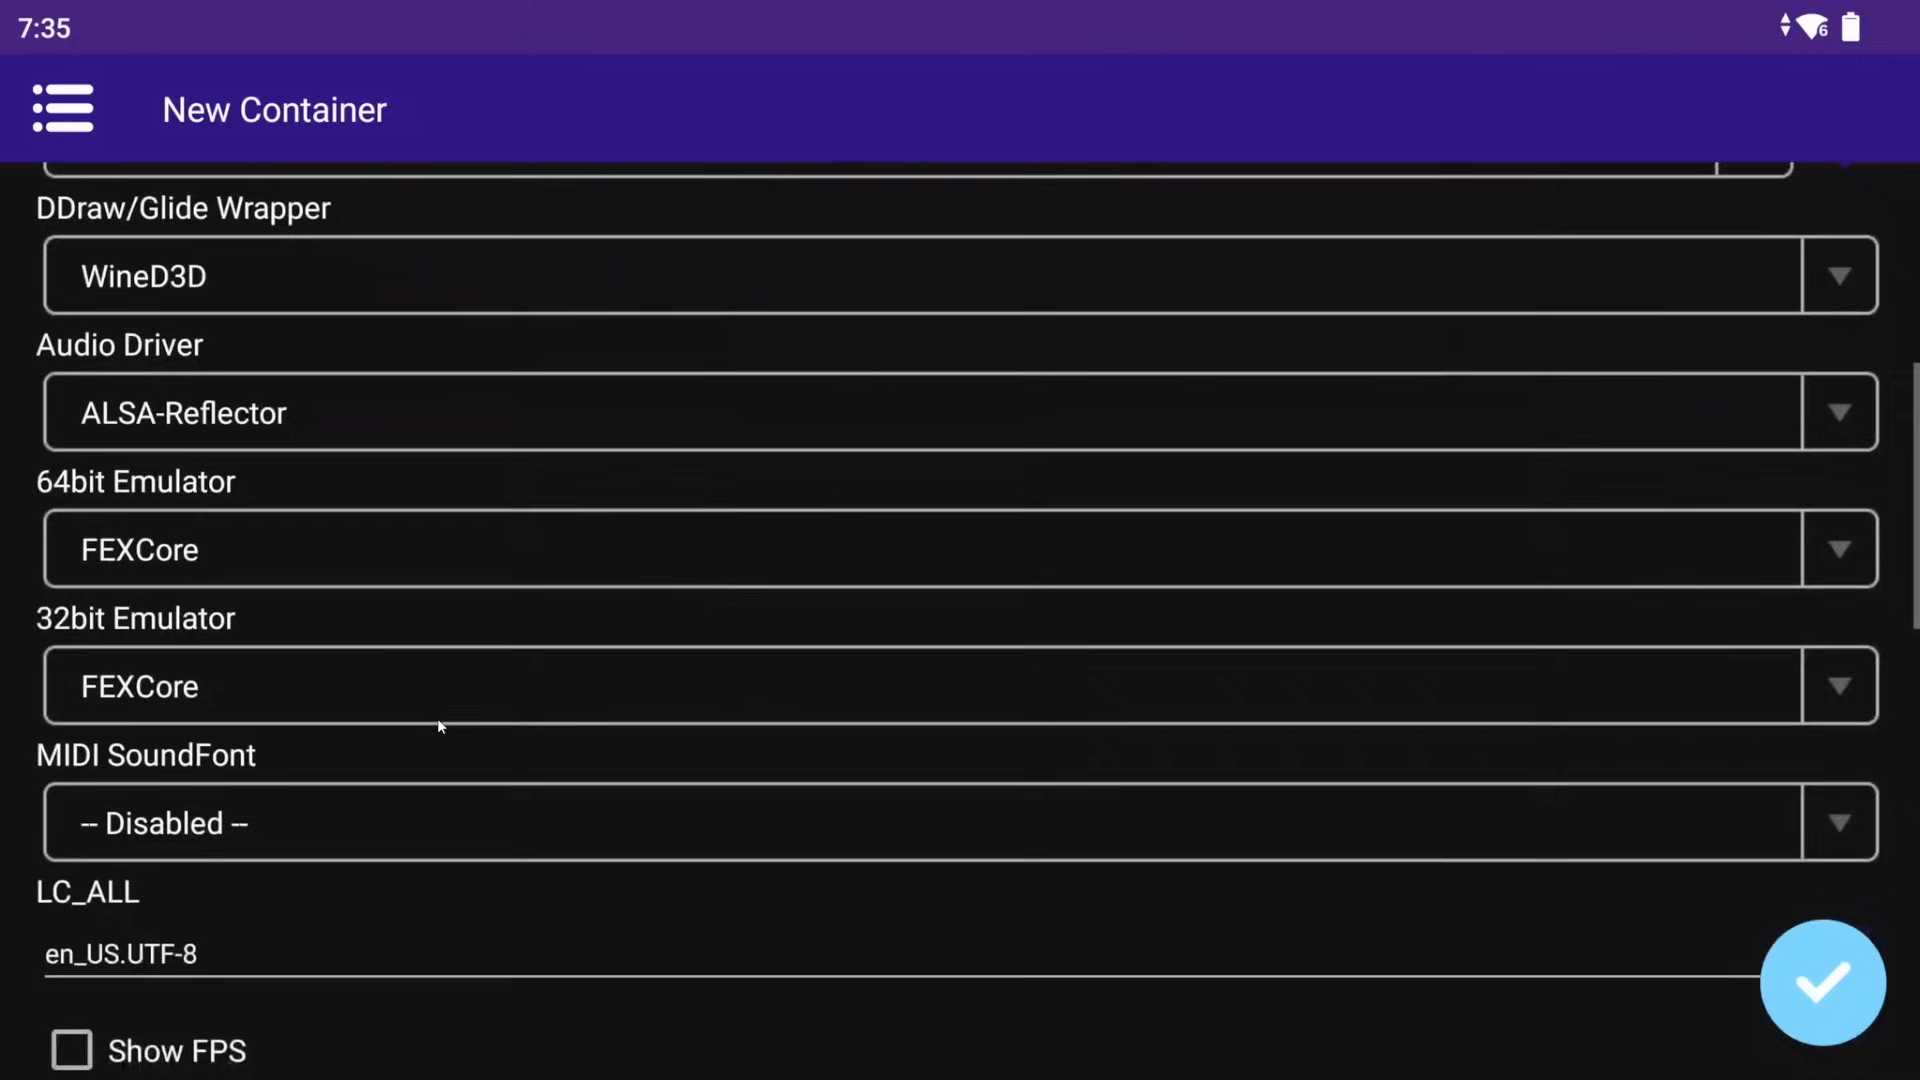 7:35
6
New Container
DDraw/Glide Wrapper
WineD3D
Audio Driver
ALSA-Reflector
64bit Emulator
FEXCore
32bit Emulator
FEXCore
MIDI SoundFont
-- Disabled --
LC_ALL
en_US.UTF-8
Show FPS